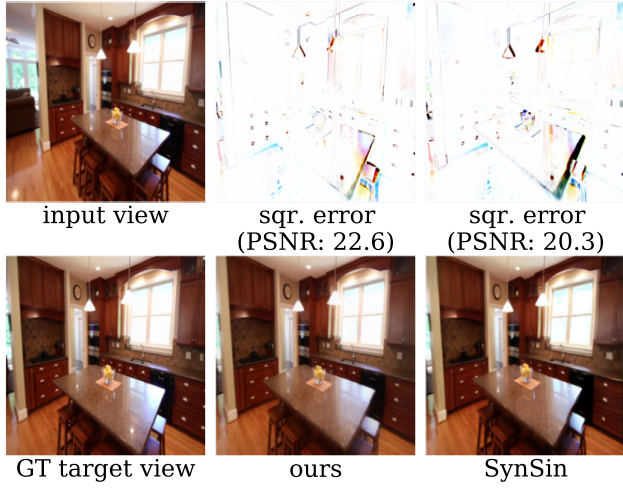 input view
sqr. error
(PSNR: 22.6)
sqr. error
(PSNR: 20.3)
GT target view
ours
SynSin